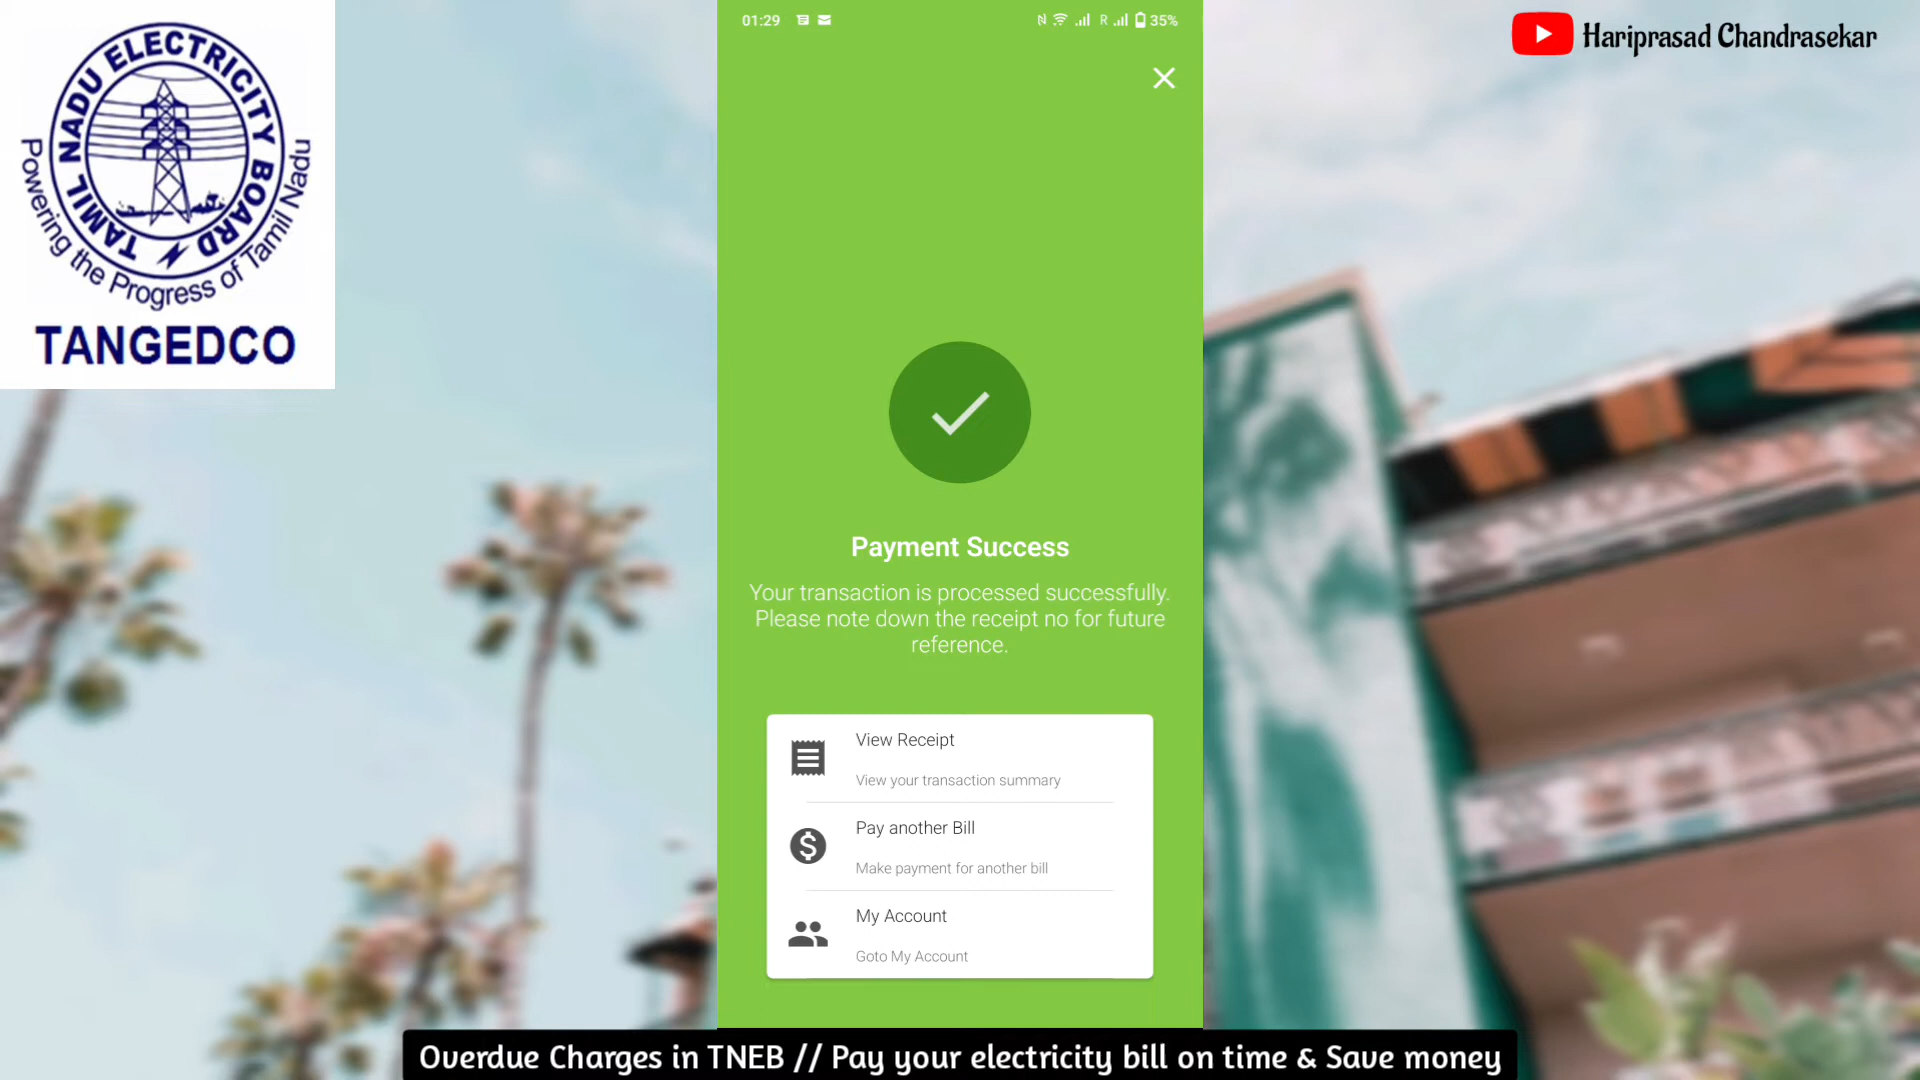 TAMIL NADU ELECTRICITY BOARD
Powering the Progress of Tamil Nadu
TANGEDCO
01:29
R
35%
Hariprasad Chandrasekar
Payment Success
Your transaction is processed successfully.
Please note down the receipt no for future
reference.
View Receipt
View your transaction summary
Pay another Bill
Make payment for another bill
My Account
Goto My Account
Overdue Charges in TNEB // Pay your electricity bill on time & Save money